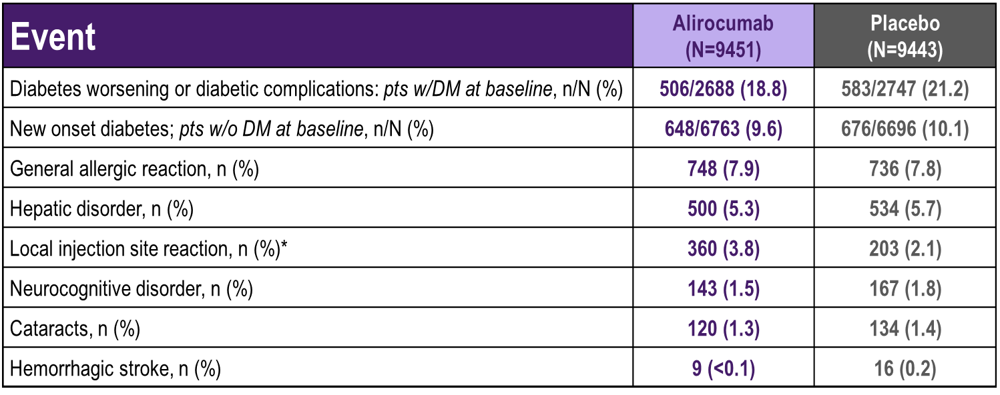 Event
Alirocumab
(N=9451)
Placebo
(N=9443)
Diabetes worsening or diabetic complications: pts w/DM at baseline, n/N (%) 506/2688 (18.8) 583/2747 (21.2)
New onset diabetes; pts w/o DM at baseline, n/N (%) 648/6763 (9.6) 676/6696 (10.1)
General allergic reaction, n (%) 748 (7.9) 736 (7.8)
Hepatic disorder, n (%) 500 (5.3) 534 (5.7)
Local injection site reaction, n (%)* 360 (3.8) 203 (2.1)
Neurocognitive disorder, n (%) 143 (1.5) 167 (1.8)
Cataracts, n (%) 120 (1.3) 134 (1.4)
Hemorrhagic stroke, n (%) 9 (<0.1) 16 (0.2)